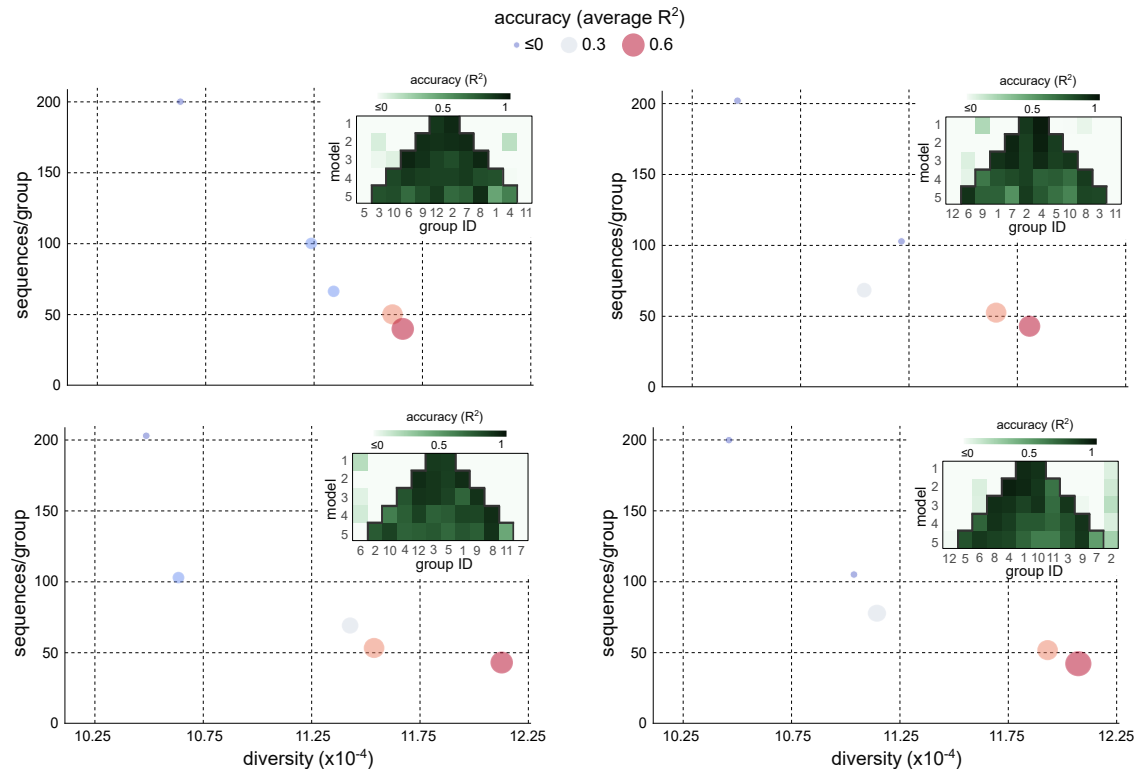 accuracy (average R²)
≤0 0.3 0.6
accuracy (R²)
≤0 0.5 1
model
1
2
3
4
5
5 3 10 6 9 12 2 7 8 1 4 11
group ID
sequences/group
200
150
100
50
0
accuracy (R²)
≤0 0.5 1
model
1
2
3
4
5
12 6 9 1 7 2 4 5 10 8 3 11
group ID
sequences/group
200
150
100
50
0
accuracy (R²)
≤0 0.5 1
model
1
2
3
4
5
6 2 10 4 12 3 5 1 9 8 11 7
group ID
sequences/group
200
150
100
50
0
10.25 10.75 11.25 11.75 12.25
diversity (x10⁻⁴)
accuracy (R²)
≤0 0.5 1
model
1
2
3
4
5
12 5 6 8 4 1 10 11 3 9 7 2
group ID
sequences/group
200
150
100
50
0
10.25 10.75 11.25 11.75 12.25
diversity (x10⁻⁴)